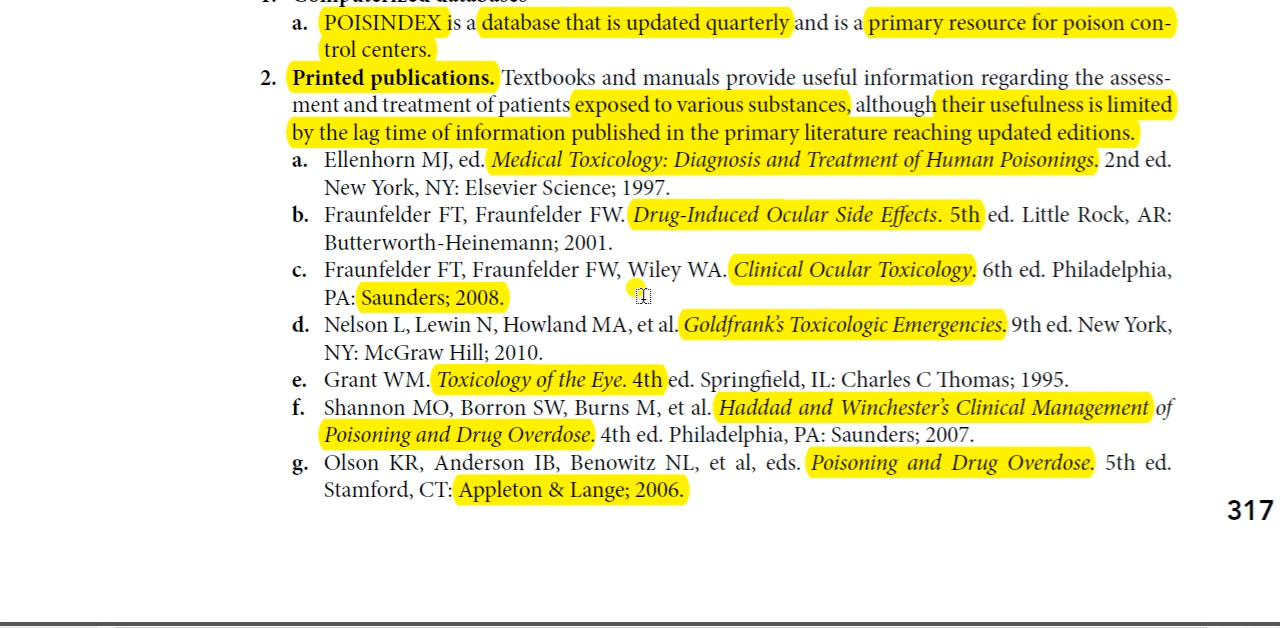 1. Computerized databases
a. POISINDEX is a database that is updated quarterly and is a primary resource for poison con-
trol centers.
2. Printed publications. Textbooks and manuals provide useful information regarding the assess-
ment and treatment of patients exposed to various substances, although their usefulness is limited
by the lag time of information published in the primary literature reaching updated editions.
a. Ellenhorn MJ, ed. Medical Toxicology: Diagnosis and Treatment of Human Poisonings. 2nd ed.
New York, NY: Elsevier Science; 1997.
b. Fraunfelder FT, Fraunfelder FW. Drug-Induced Ocular Side Effects. 5th ed. Little Rock, AR:
Butterworth-Heinemann; 2001.
c. Fraunfelder FT, Fraunfelder FW, Wiley WA. Clinical Ocular Toxicology. 6th ed. Philadelphia,
PA: Saunders; 2008.
d. Nelson L, Lewin N, Howland MA, et al. Goldfrank's Toxicologic Emergencies. 9th ed. New York,
NY: McGraw Hill; 2010.
e. Grant WM. Toxicology of the Eye. 4th ed. Springfield, IL: Charles C Thomas; 1995.
f. Shannon MO, Borron SW, Burns M, et al. Haddad and Winchester's Clinical Management of
Poisoning and Drug Overdose. 4th ed. Philadelphia, PA: Saunders; 2007.
g. Olson KR, Anderson IB, Benowitz NL, et al, eds. Poisoning and Drug Overdose. 5th ed.
Stamford, CT: Appleton & Lange; 2006.
317